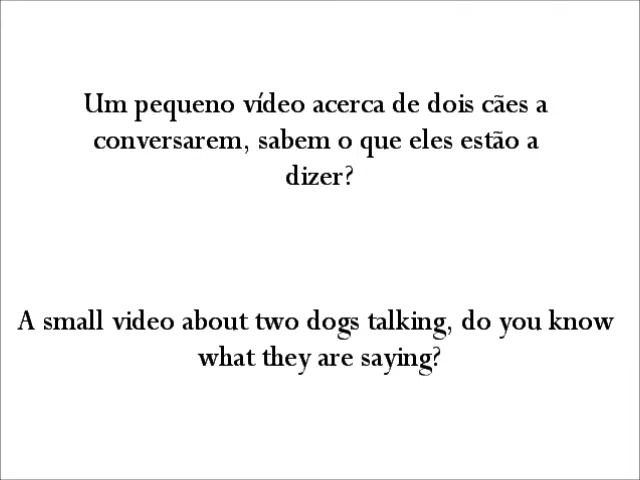 Um pequeno vídeo acerca de dois cães a
conversarem, sabem o que eles estão a
dizer?
A small video about two dogs talking, do you know
what they are saying?